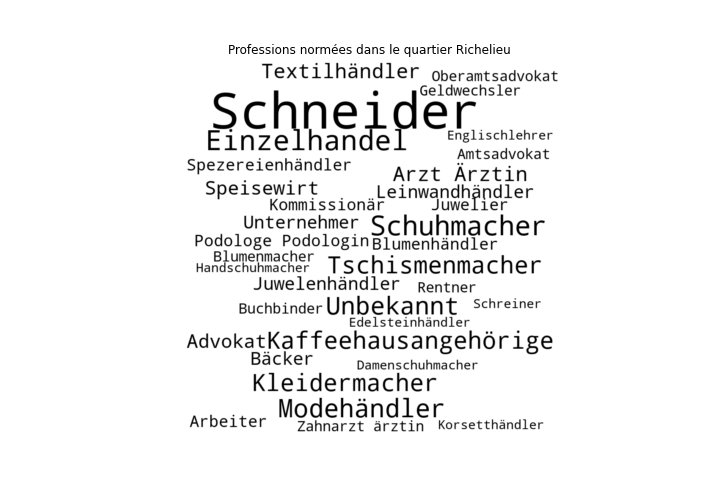 Professions normées dans le quartier Richelieu
Textilhändler
Oberamtsadvokat
Geldwechsler
Schneider
Einzelhandel
Englischlehrer
Amtsadvokat
Spezereienhändler
Arzt Ärztin
Speisewirt
Leinwandhändler
Kommissionär
Juwelier
Unternehmer
Schuhmacher
Podologe Podologin
Blumenhändler
Blumenmacher
Handschuhmacher
Tschismenmacher
Juwelenhändler
Rentner
Buchbinder
Unbekannt
Schreiner
Edelsteinhändler
Advokat
Kaffeehausangehörige
Bäcker
Damenschuhmacher
Kleidermacher
Modehändler
Arbeiter
Zahnarzt ärztin
Korsetthändler